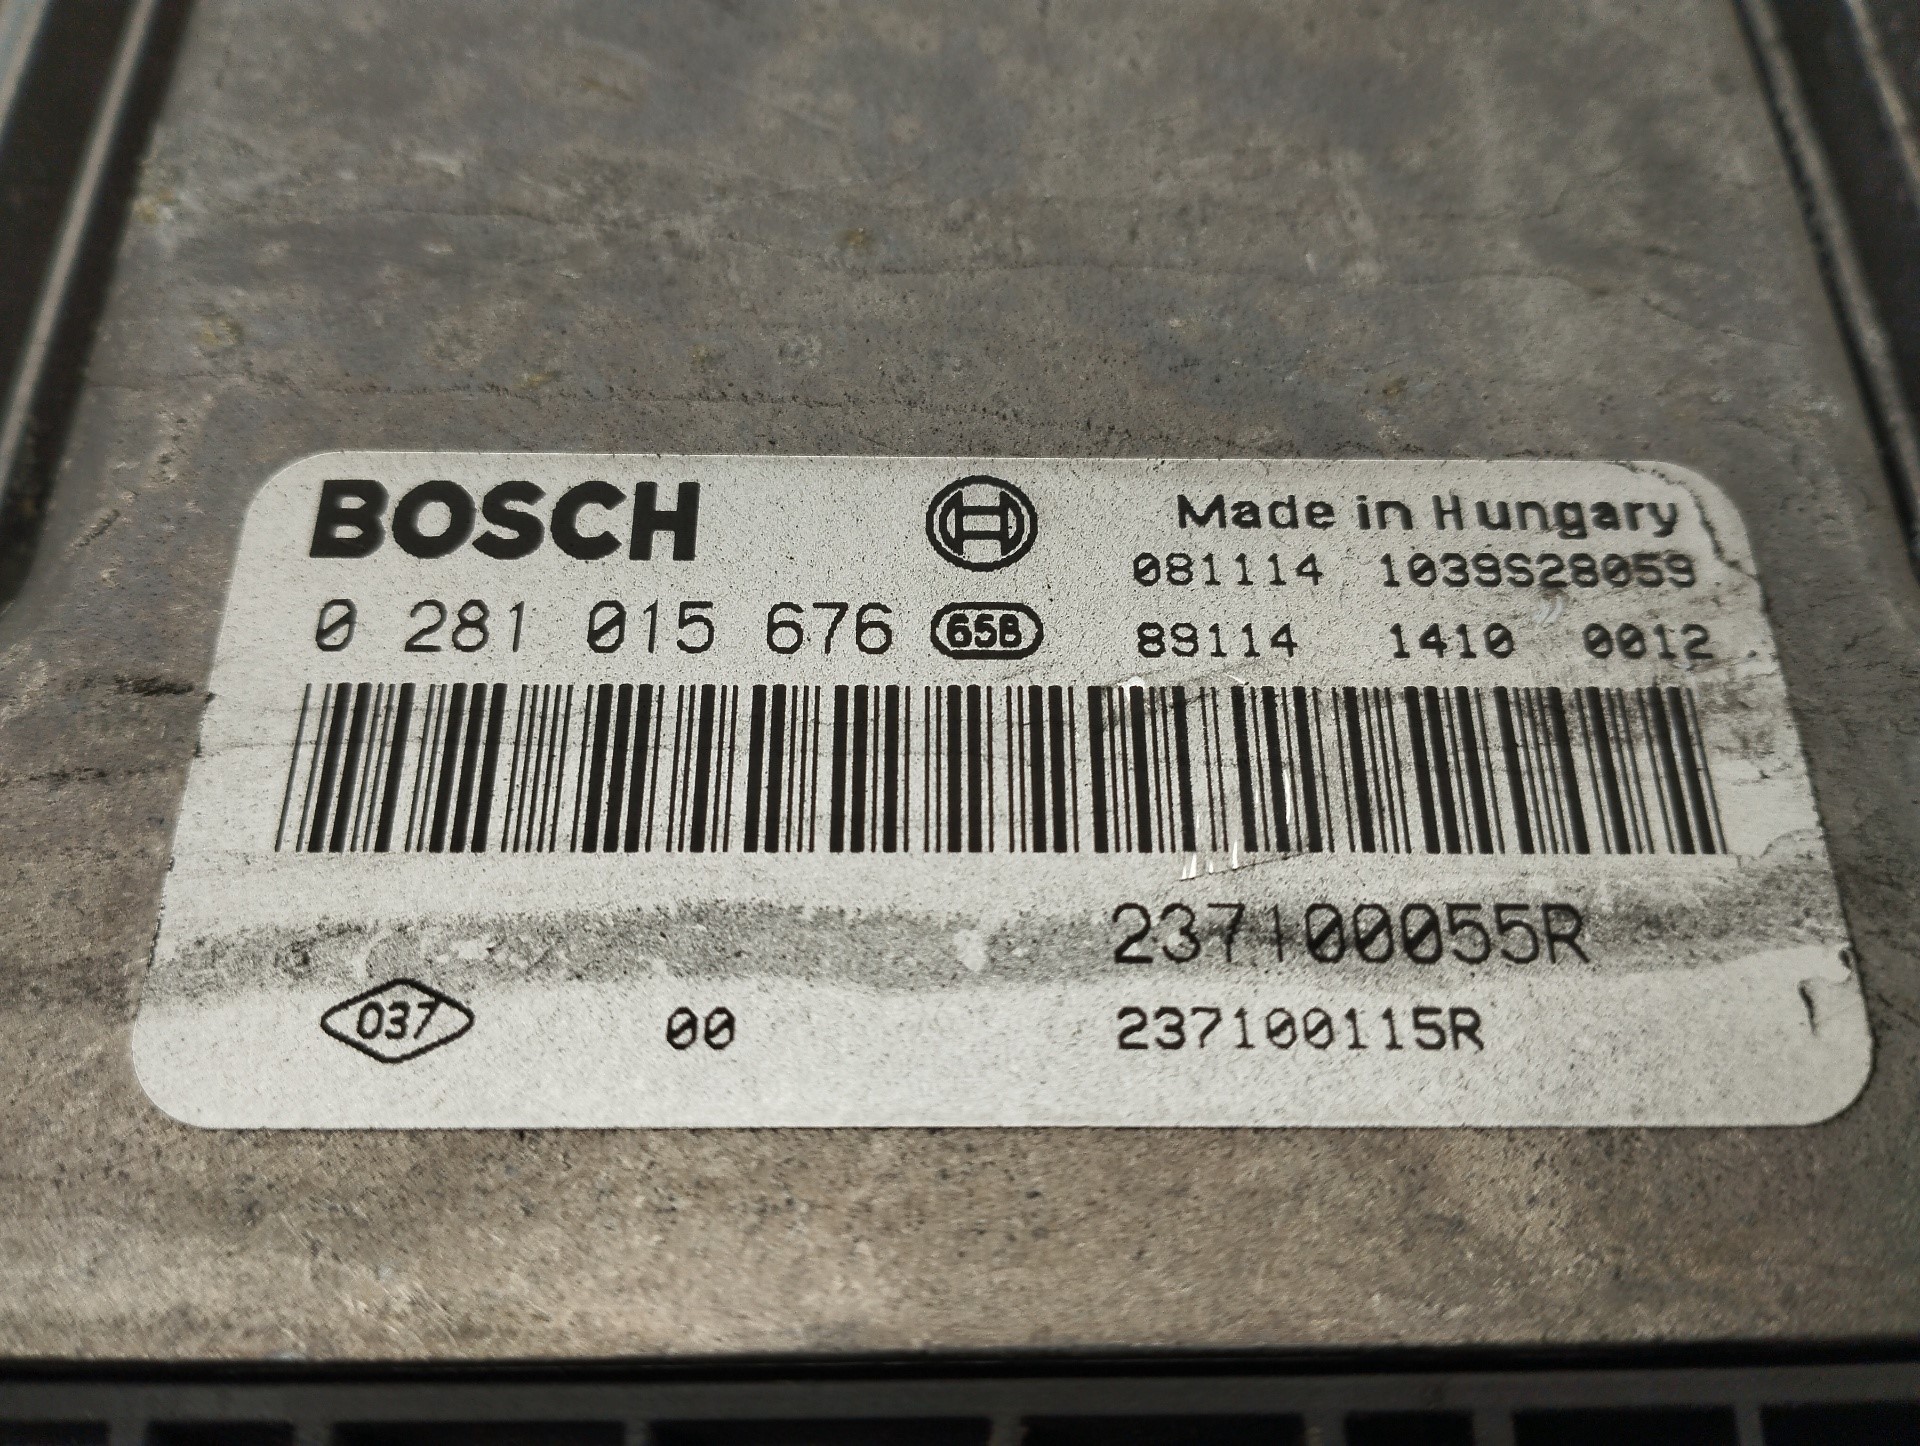 BOSCH Made in Hungary
081114 1039S28059
0 281 015 676 65B 89114 1410 0012
237100055R
037 00 237100115R